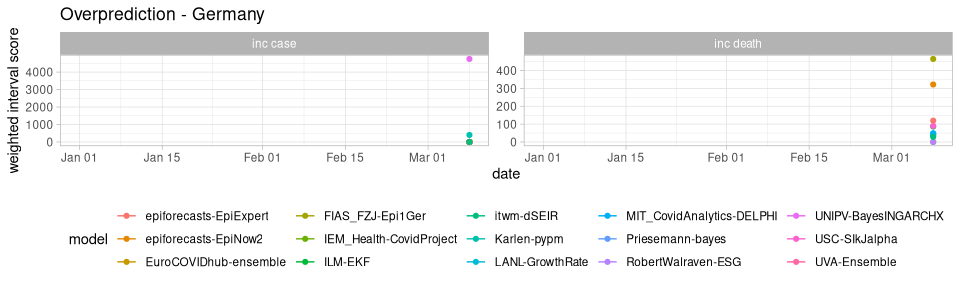 Overprediction - Germany
inc case
inc death
weighted interval score
4000
3000
2000
1000
0
400
300
200
100
0
Jan 01 Jan 15 Feb 01 Feb 15 Mar 01
Jan 01 Jan 15 Feb 01 Feb 15 Mar 01
date
model
epiforecasts-EpiExpert
epiforecasts-EpiNow2
EuroCOVIDhub-ensemble
FIAS_FZJ-Epi1Ger
IEM_Health-CovidProject
ILM-EKF
itwm-dSEIR
Karlen-pypm
LANL-GrowthRate
MIT_CovidAnalytics-DELPHI
Priesemann-bayes
RobertWalraven-ESG
UNIPV-BayesINGARCHX
USC-SIkJalpha
UVA-Ensemble